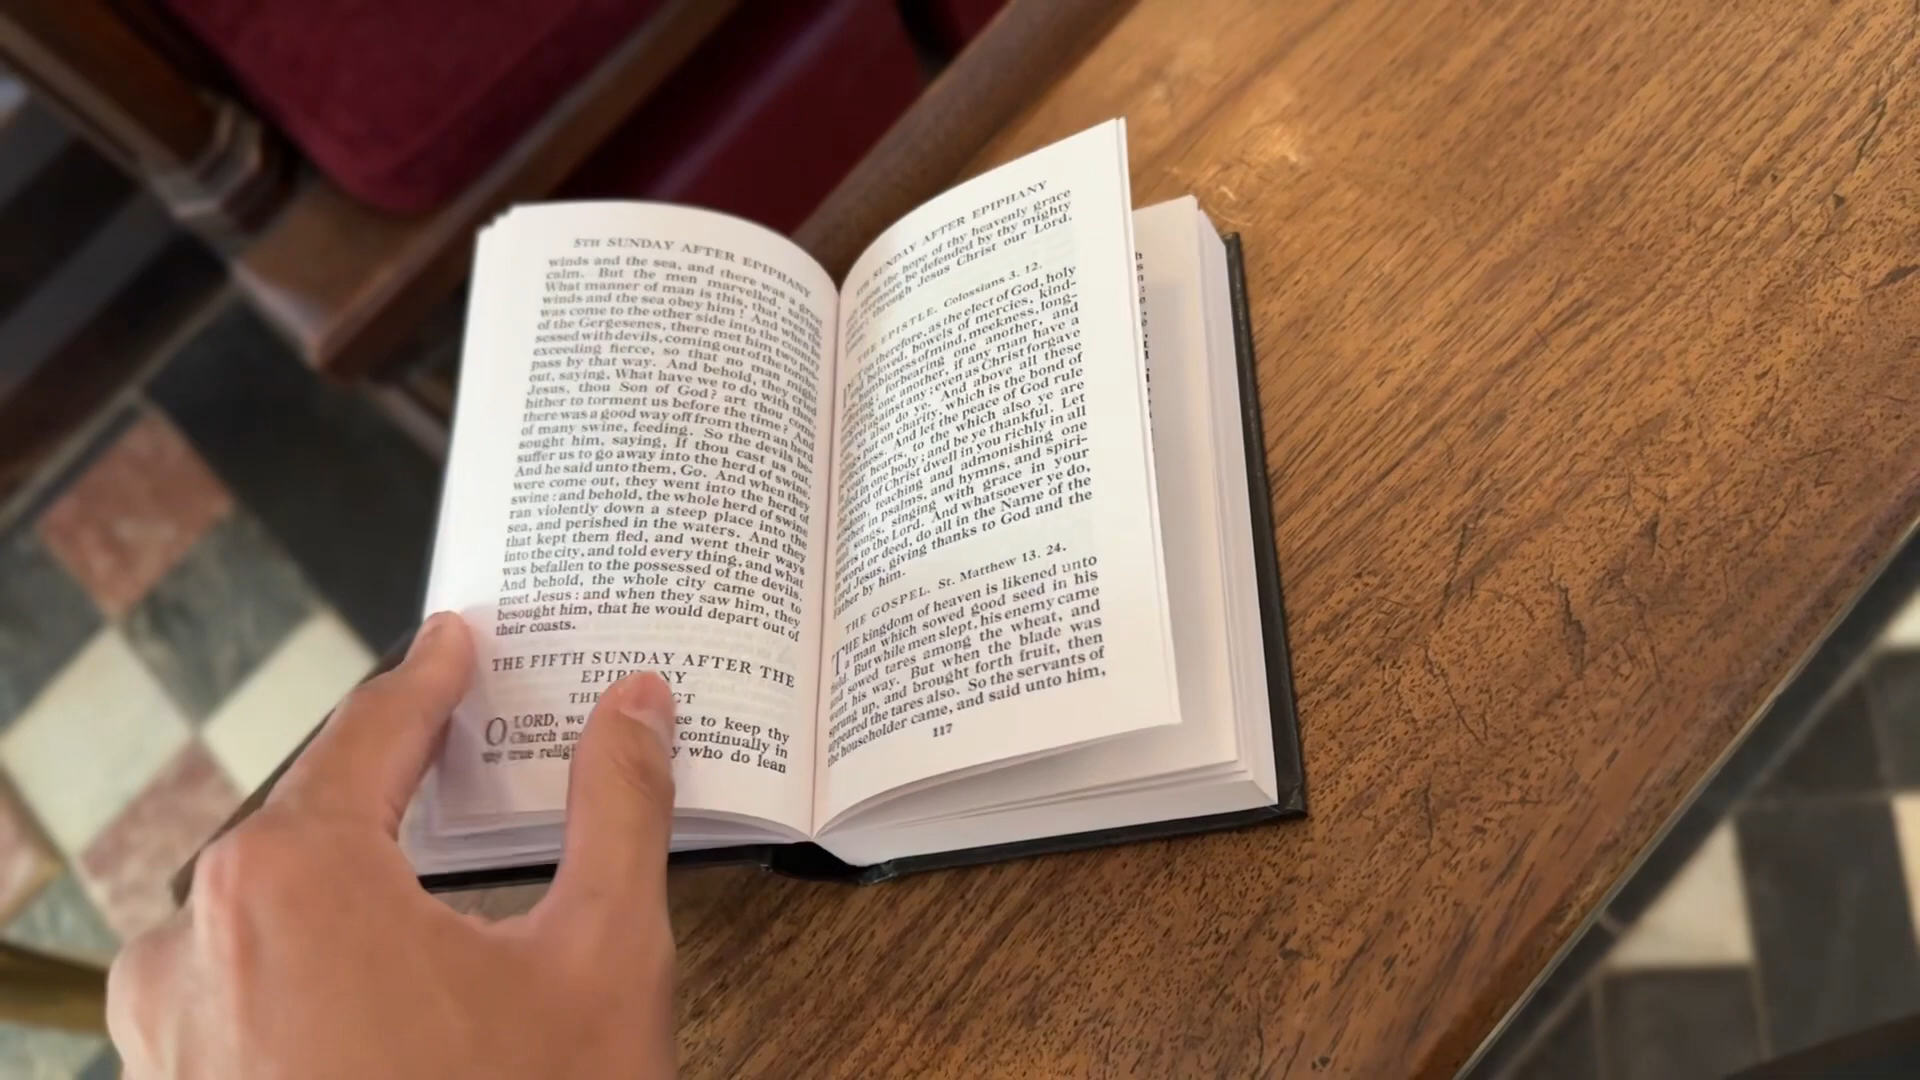 5TH SUNDAY AFTER EPIPHANY
winds and the sea, and there was a great
calm. But the men marvelled, saying,
What manner of man is this, that even the
winds and the sea obey him! And when he
was come to the other side into the country
of the Gergesenes, there met him two pos-
sessed with devils, coming out of the tombs,
exceeding fierce, so that no man might
pass by that way. And behold, they cried
out, saying, What have we to do with thee,
Jesus, thou Son of God? art thou come
hither to torment us before the time? And
there was a good way off from them an herd
of many swine, feeding. So the devils be-
sought him, saying, If thou cast us out,
suffer us to go away into the herd of swine.
And he said unto them, Go. And when they
were come out, they went into the herd of
swine: and behold, the whole herd of swine
ran violently down a steep place into the
sea, and perished in the waters. And they
that kept them fled, and went their ways
into the city, and told every thing, and what
was befallen to the possessed of the devils.
And behold, the whole city came out to
meet Jesus: and when they saw him, they
besought him, that he would depart out of
their coasts.
THE FIFTH SUNDAY AFTER THE
EPIPHANY
THE CT
O LORD, we ee to keep thy
Church and continually in
thy true relig y who do lean
5TH SUNDAY AFTER EPIPHANY
upon the hope of thy heavenly grace
evermore be defended by thy mighty
through Jesus Christ our Lord.
THE EPISTLE. Colossians 3. 12.
therefore, as the elect of God, holy
and beloved, bowels of mercies, kind-
humbleness of mind, meekness, long-
forbearing one another, and
one another, if any man have a
against any: even as Christ forgave
so also do ye. And above all these
put on charity, which is the bond of
And let the peace of God rule
your hearts, to the which also ye are
in one body; and be ye thankful. Let
word of Christ dwell in you richly in all
teaching and admonishing one
another in psalms, and hymns, and spiri-
songs, singing with grace in your
hearts to the Lord. And whatsoever ye do,
word or deed, do all in the Name of the
Lord Jesus, giving thanks to God and the
Father by him.
THE GOSPEL. St. Matthew 13. 24.
THE kingdom of heaven is likened unto
a man which sowed good seed in his
field. But while men slept, his enemy came
and sowed tares among the wheat, and
went his way. But when the blade was
sprung up, and brought forth fruit, then
appeared the tares also. So the servants of
the householder came, and said unto him,
117